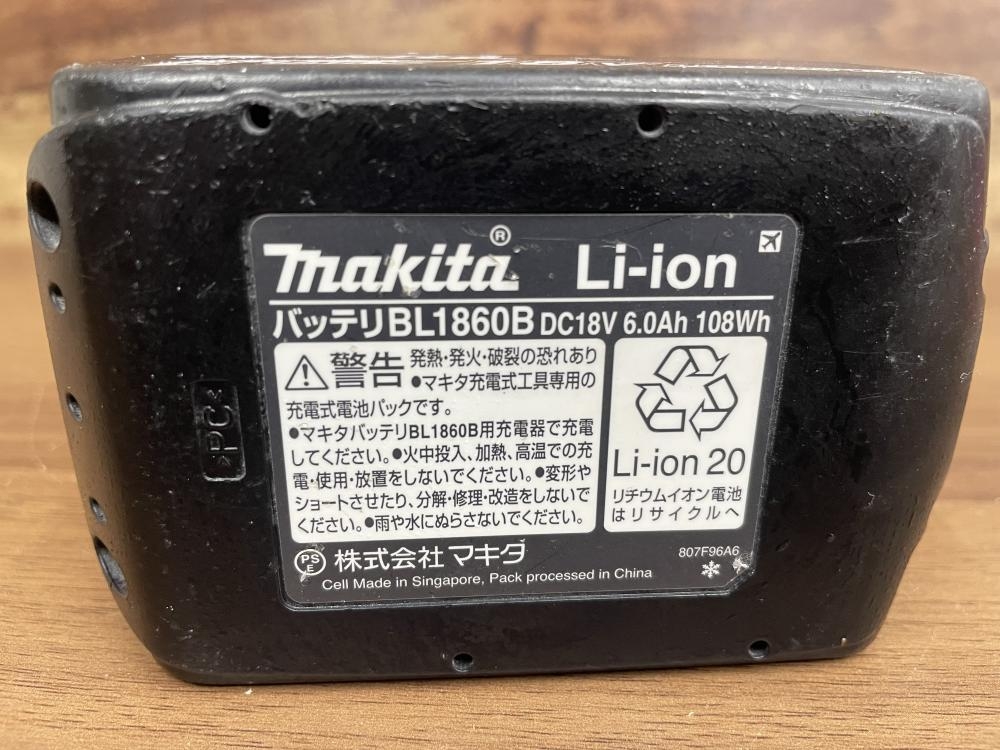 makita® Li-ion
バッテリBL1860B DC18V 6.0Ah 108Wh
警告 発熱・発火・破裂の恐れあり
●マキタ充電式工具専用の
充電式電池パックです。
●マキタバッテリBL1860B用充電器で充電
してください。●火中投入、加熱、高温での充
電・使用・放置をしないでください。●変形や
ショートさせたり、分解・修理・改造をしないで
ください。●雨や水にぬらさないでください。
Li-ion 20
リチウムイオン電池
はリサイクルへ
PS
E
株式会社 マキタ
807F96A6
Cell Made in Singapore, Pack processed in China
>PC<